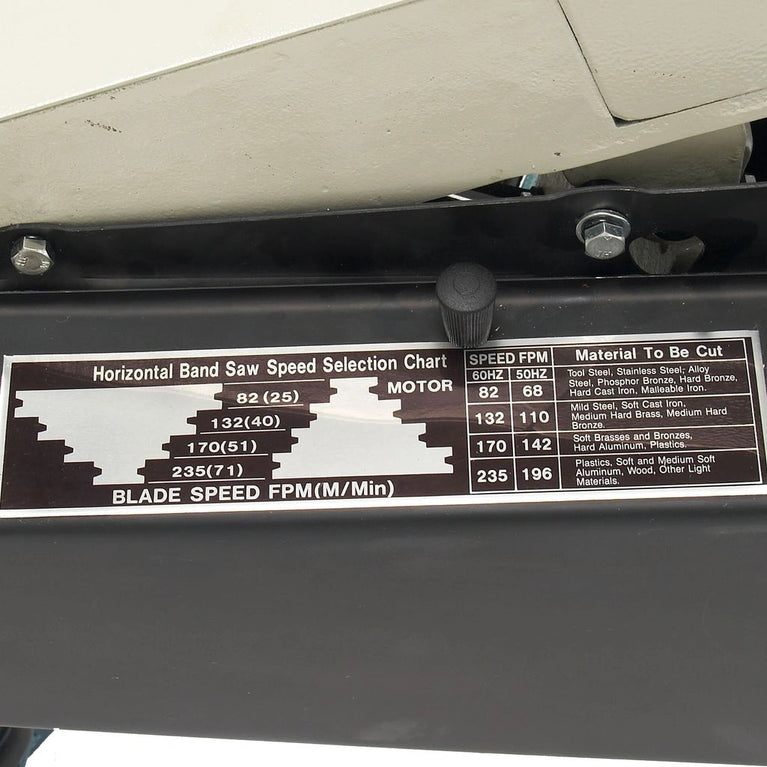 Horizontal Band Saw Speed Selection Chart
MOTOR
82(25)
132(40)
170(51)
235(71)
BLADE SPEED FPM(M/Min)
SPEED FPM Material To Be Cut
60HZ 50HZ
82 68 Tool Steel, Stainless Steel; Alloy
Steel, Phosphor Bronze, Hard Bronze,
Hard Cast Iron, Malleable Iron.
132 110 Mild Steel, Soft Cast Iron,
Medium Hard Brass, Medium Hard
Bronze.
170 142 Soft Brasses and Bronzes,
Hard Aluminum, Plastics.
235 196 Plastics, Soft and Medium Soft
Aluminum, Wood, Other Light
Materials.